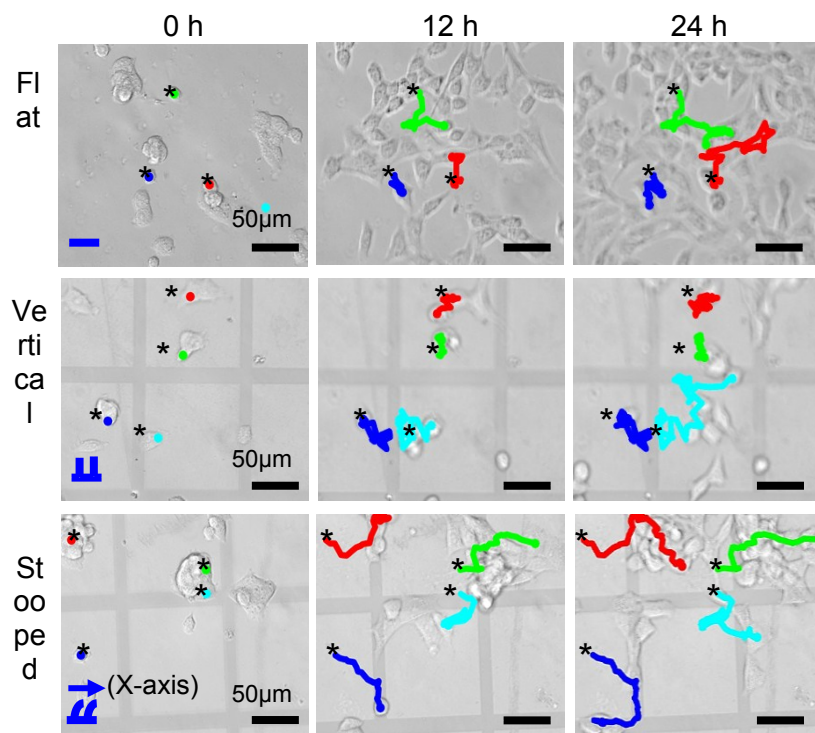 0 h 12 h 24 h
Fl
at
* * * *
50µm
* * *
* * *
Ve
rti
ca
l
* * * *
50µm
* * * *
* * * *
St
oo
pe
d
* * * *
(X-axis)
50µm
* * * *
* * * *